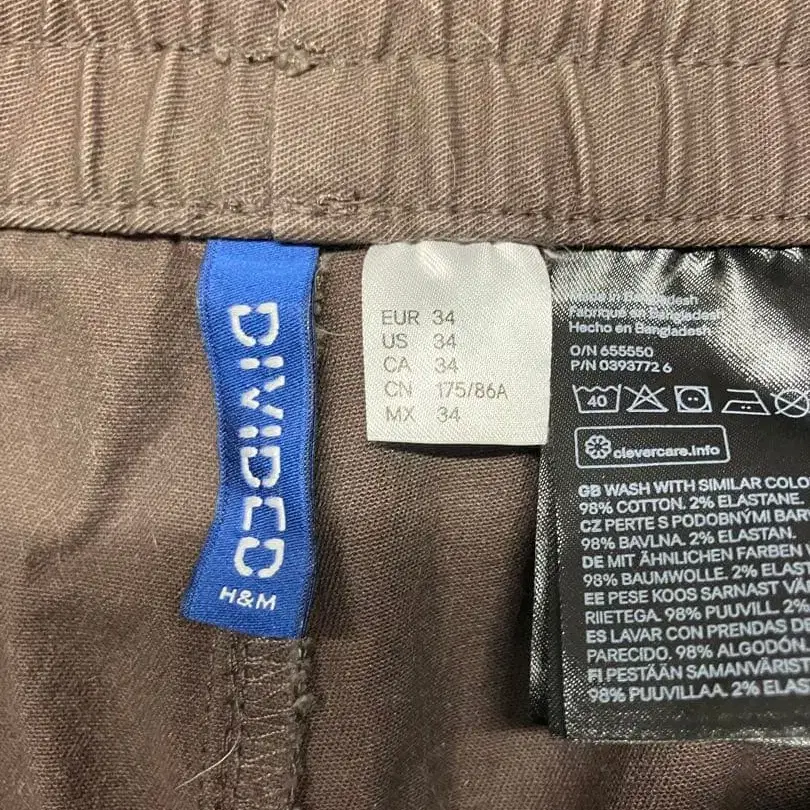 DIVIDED
H&M
EUR 34
US 34
CA 34
CN 175/86A
MX 34
in Bangladesh
Fabriqué en Bangladesh
Hecho en Bangladesh
O/N 655550
P/N 0393772 6
40
clevercare.info
GB WASH WITH SIMILAR COLO
98% COTTON. 2% ELASTANE.
CZ PERTE S PODOBNÝMI BAR
98% BAVLNA. 2% ELASTAN.
DE MIT ÄHNLICHEN FARBEN
98% BAUMWOLLE. 2% ELAST
EE PESE KOOS SARNAST VÄ
RIIETEGA. 98% PUUVILL. 2%
ES LAVAR CON PRENDAS DE
PARECIDO. 98% ALGODÓN.
FI PESTÄÄN SAMANVÄRIST
98% PUUVILLAA. 2% ELAS